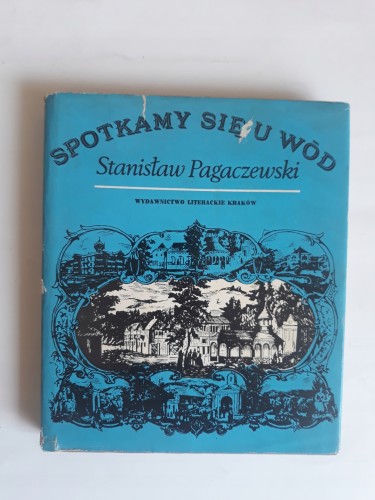 SPOTKAMY SIĘ U WÓD
Stanisław Pagaczewski
WYDAWNICTWO LITERACKIE KRAKÓW